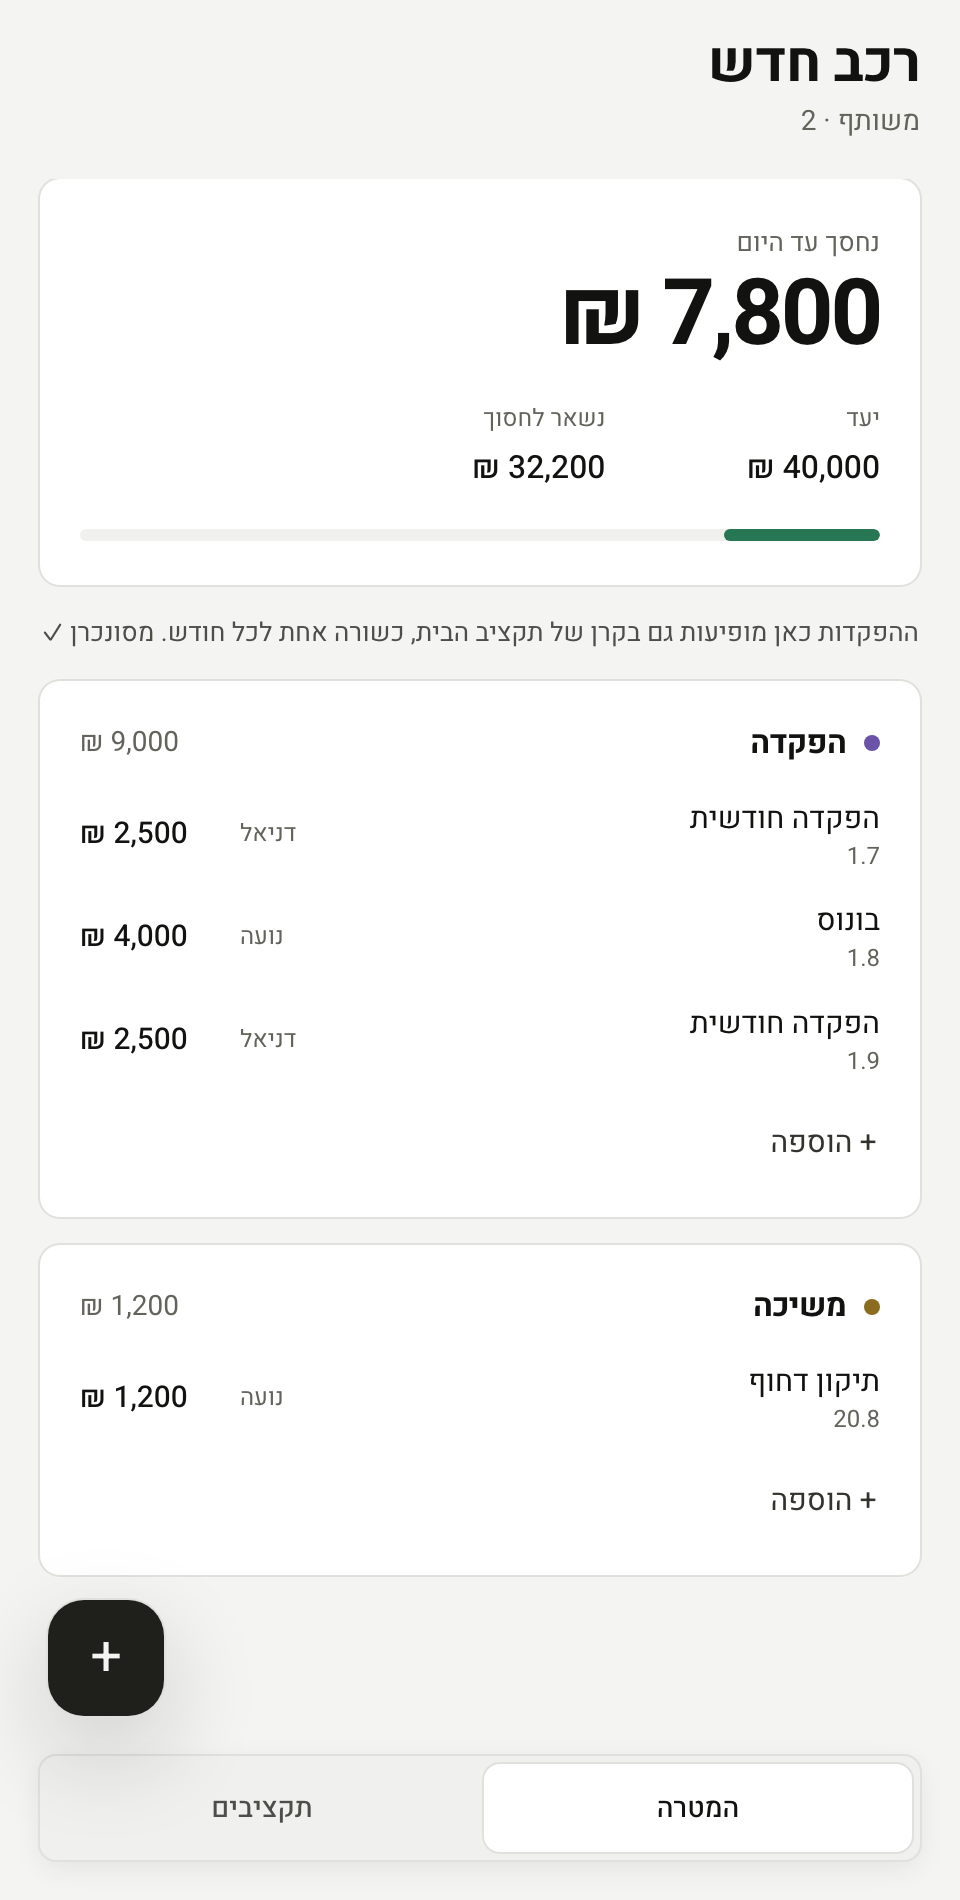 רכב חדש
משותף · 2
נחסך עד היום
7,800 ₪
יעד
40,000 ₪
נשאר לחסוך
32,200 ₪
ההפקדות כאן מופיעות גם בקרן של תקציב הבית, כשורה אחת לכל חודש. מסונכרן ✓
הפקדה 9,000 ₪
הפקדה חודשית דניאל 2,500 ₪
1.7
בונוס נועה 4,000 ₪
1.8
הפקדה חודשית דניאל 2,500 ₪
1.9
+ הוספה
משיכה 1,200 ₪
תיקון דחוף נועה 1,200 ₪
20.8
+ הוספה
+
המטרה תקציבים